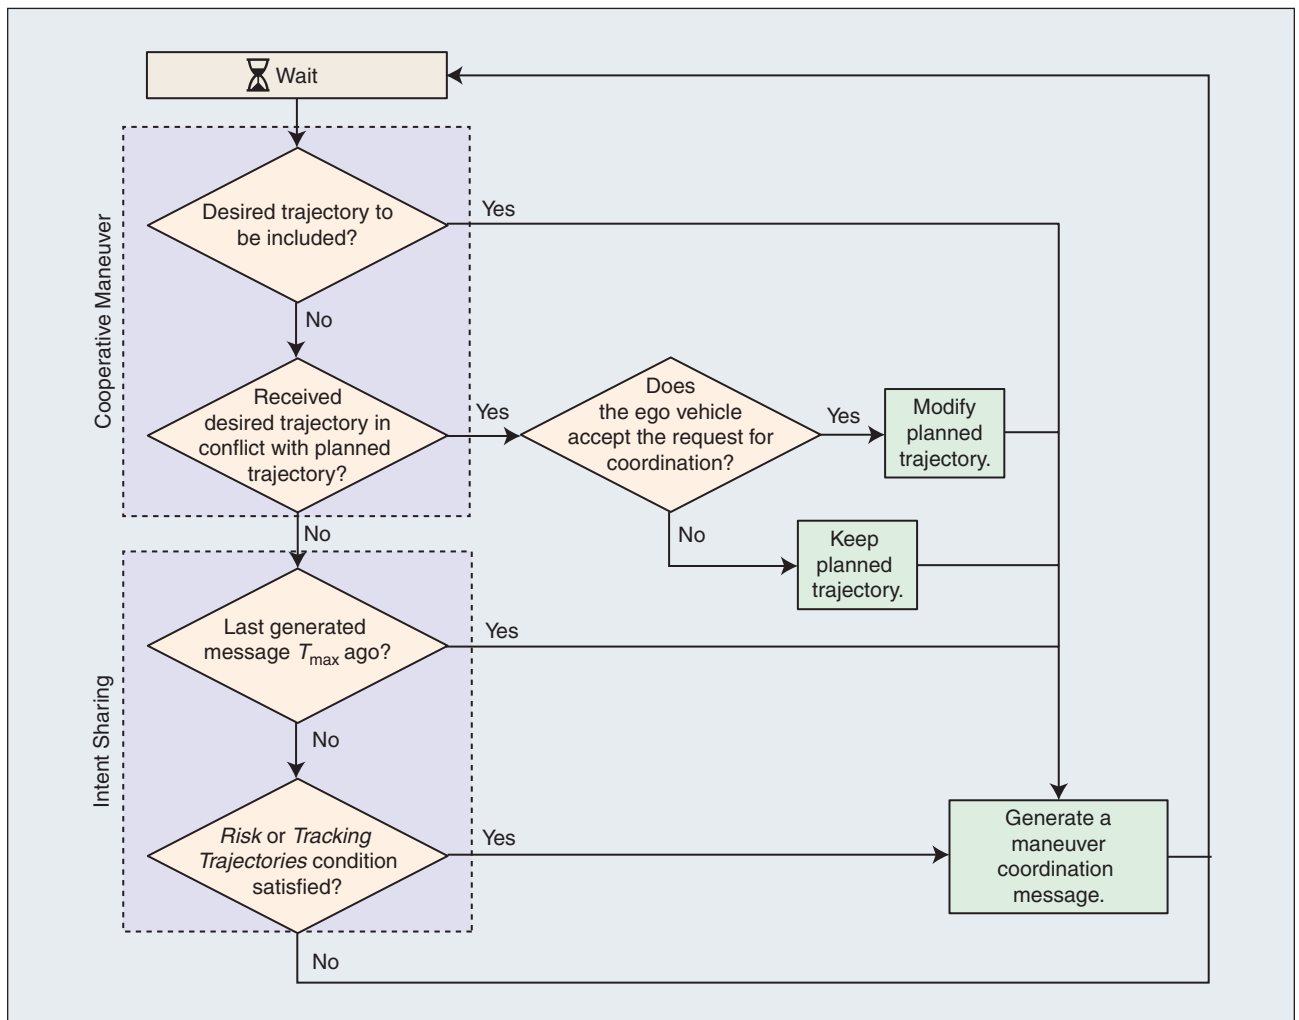 Wait
Cooperative Maneuver
Desired trajectory to
be included?
Yes
No
Received
desired trajectory in
conflict with planned
trajectory?
Yes
Does
the ego vehicle
accept the request for
coordination?
Yes
Modify
planned
trajectory.
No
Keep
planned
trajectory.
No
Intent Sharing
Last generated
message Tmax ago?
Yes
No
Risk or Tracking
Trajectories condition
satisfied?
Yes
Generate a
maneuver
coordination
message.
No